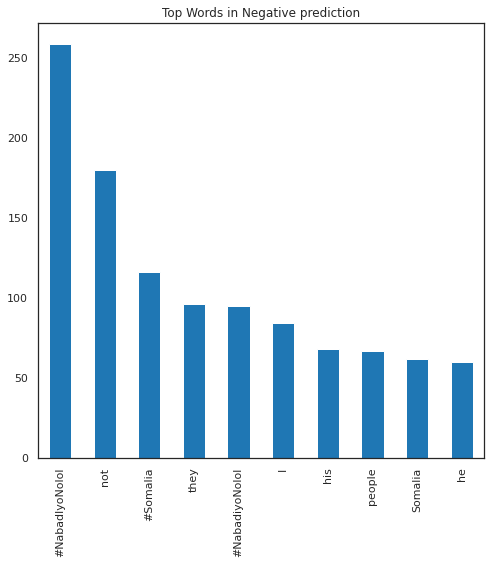 Top Words in Negative prediction
250
200
150
100
50
0
#NabadIyoNolol
not
#Somalia
they
#NabadiyoNolol
I
his
people
Somalia
he